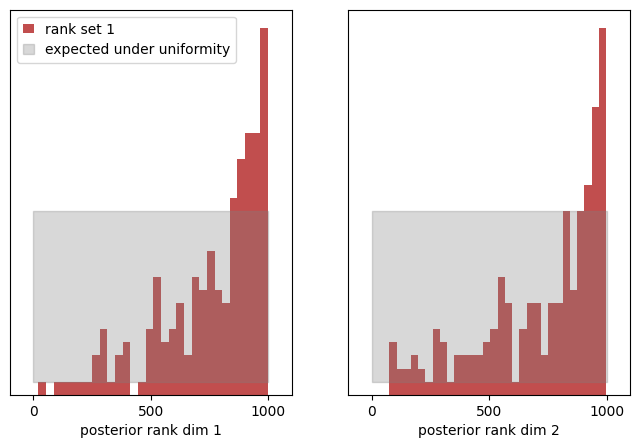 rank set 1
expected under uniformity
0
500
1000
0
500
1000
posterior rank dim 1
posterior rank dim 2